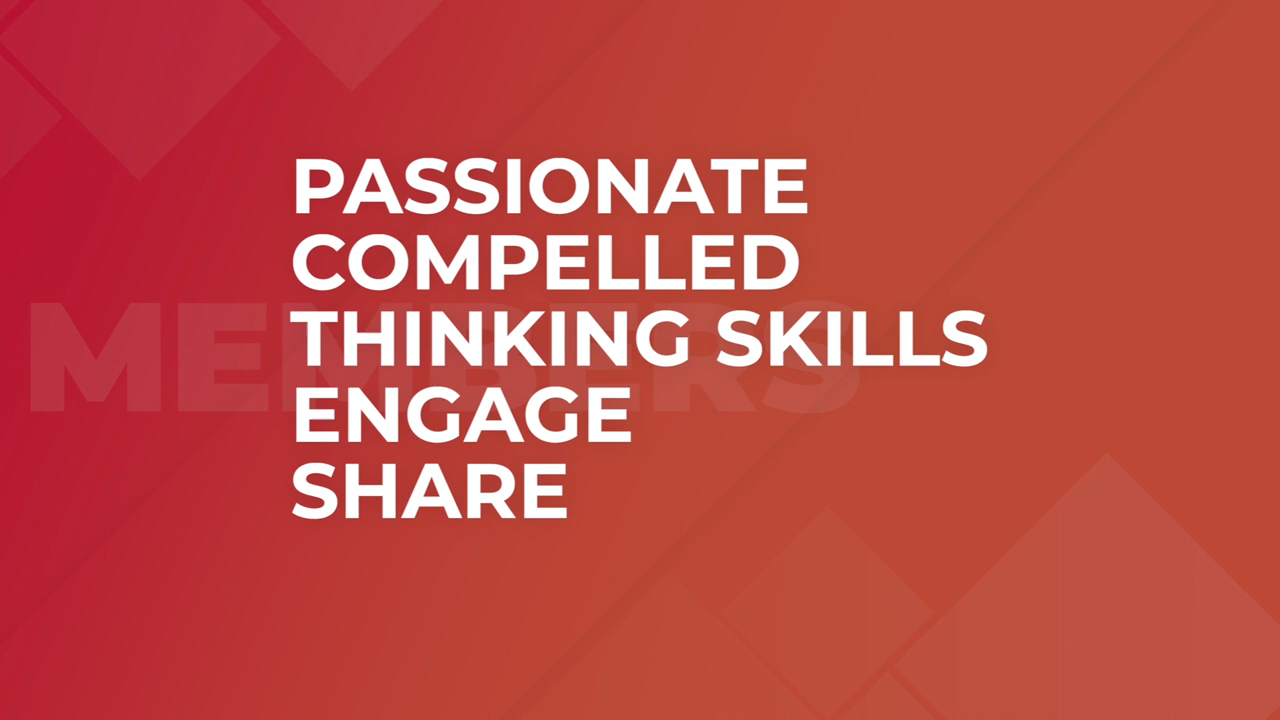 PASSIONATE
COMPELLED
MEMBERS
THINKING SKILLS
ENGAGE
SHARE